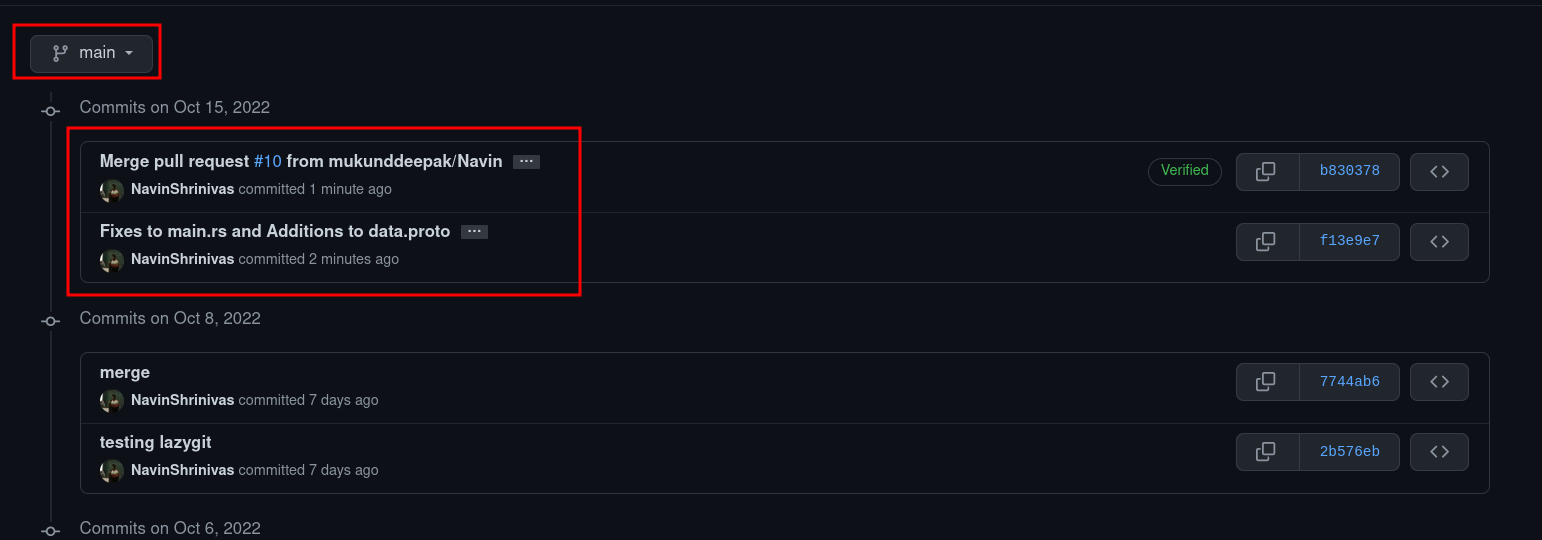 main
Commits on Oct 15, 2022
Merge pull request #10 from mukunddeepak/Navin ...
Verified
b830378
NavinShrinivas committed 1 minute ago
Fixes to main.rs and Additions to data.proto ...
f13e9e7
NavinShrinivas committed 2 minutes ago
Commits on Oct 8, 2022
merge
7744ab6
NavinShrinivas committed 7 days ago
testing lazygit
2b576eb
NavinShrinivas committed 7 days ago
Commits on Oct 6, 2022